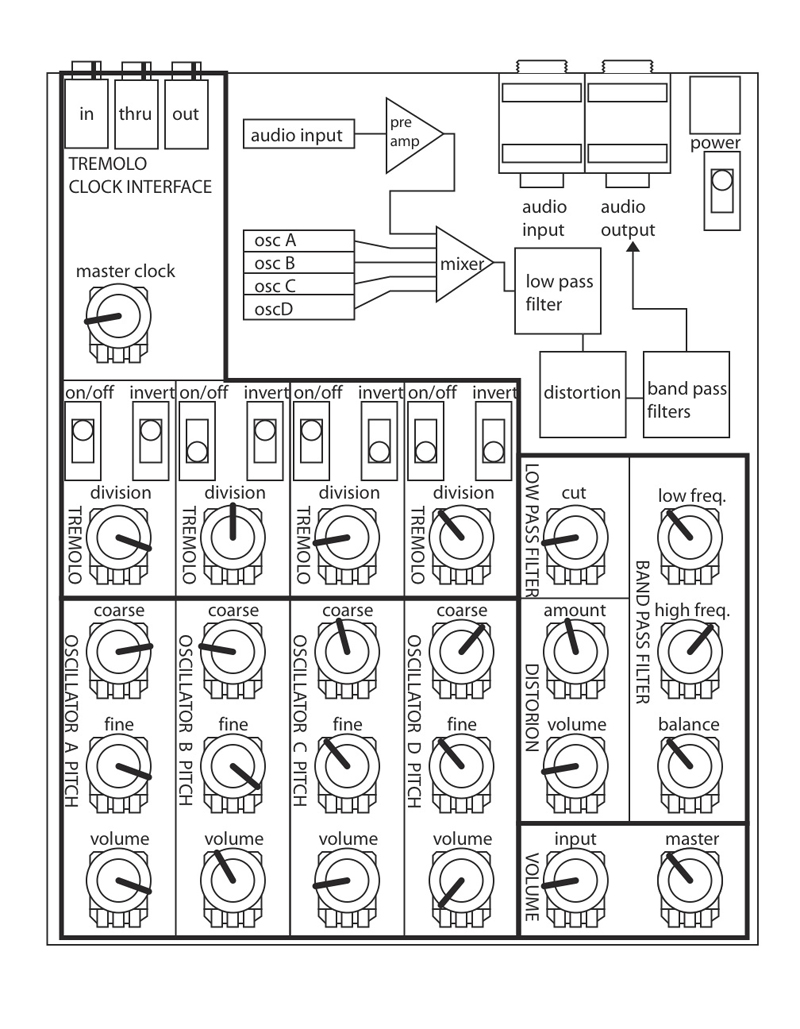 in thru out
TREMOLO
CLOCK INTERFACE
master clock
audio input
pre
amp
osc A
osc B
osc C
oscD
mixer
low pass
filter
distortion
band pass
filters
audio
input
audio
output
power
on/off invert on/off invert on/off invert on/off invert
division division division division
TREMOLO TREMOLO TREMOLO TREMOLO
coarse coarse coarse coarse
OSCILLATOR A PITCH OSCILLATOR B PITCH OSCILLATOR C PITCH OSCILLATOR D PITCH
fine fine fine fine
volume volume volume volume
LOW PASS FILTER
cut
low freq.
BAND PASS FILTER
amount
high freq.
DISTORION
volume
balance
VOLUME
input
master